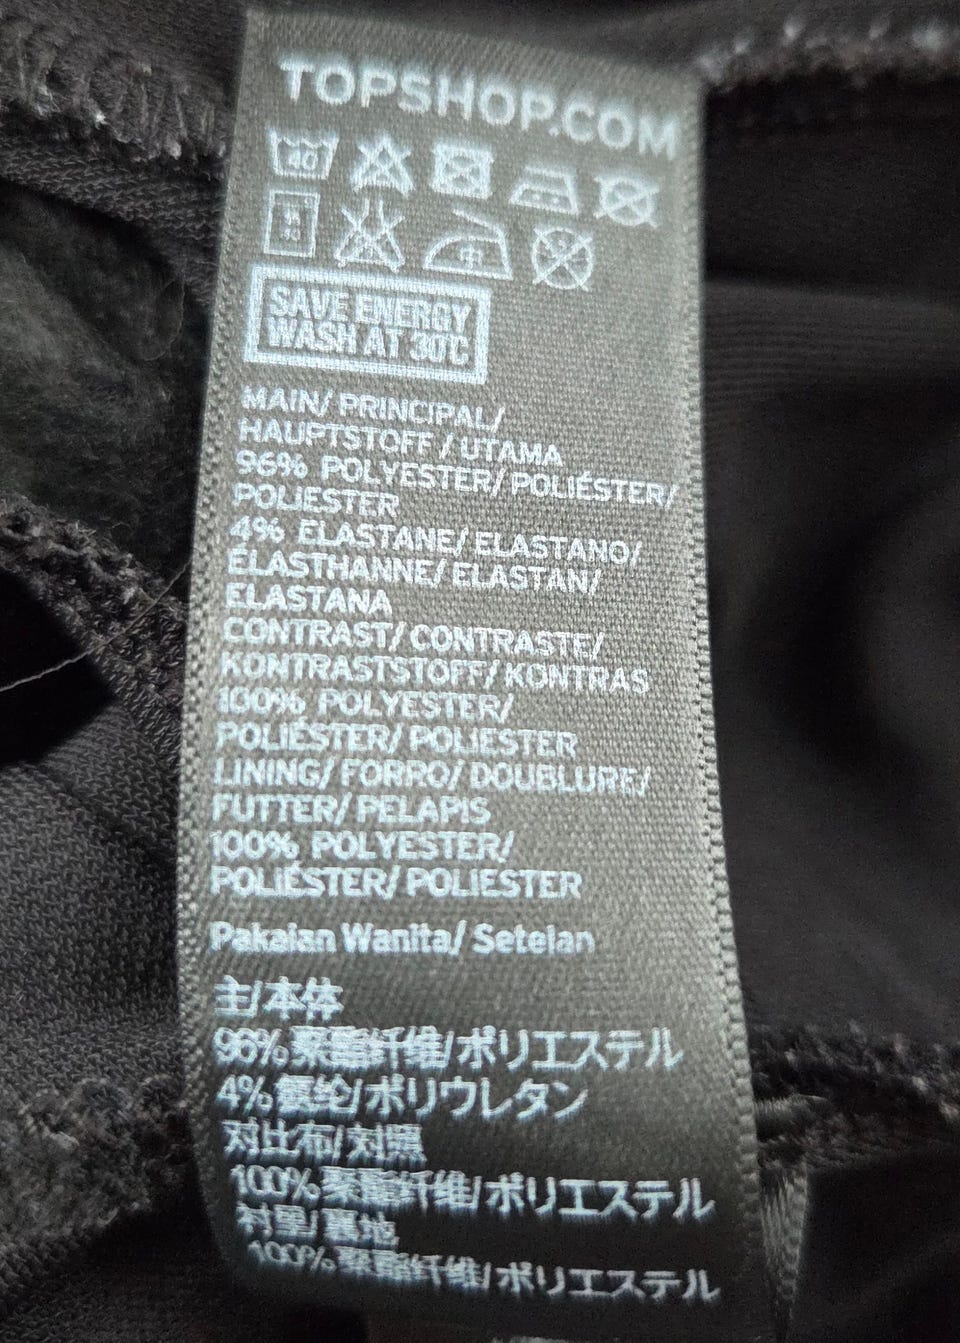 TOPSHOP.COM
40
SAVE ENERGY
WASH AT 30°C
MAIN/ PRINCIPAL/
HAUPTSTOFF / UTAMA
96% POLYESTER/ POLIÉSTER/
POLIESTER
4% ELASTANE/ ELASTANO/
ÉLASTHANNE/ ELASTAN/
ELASTANA
CONTRAST/ CONTRASTE/
KONTRASTSTOFF/ KONTRAS
100% POLYESTER/
POLIÉSTER/ POLIESTER
LINING/ FORRO/ DOUBLURE/
FUTTER/ PELAPIS
100% POLYESTER/
POLIÉSTER/ POLIESTER
Pakaian Wanita/ Setelan
主/本体
96%聚酯纤维/ポリエステル
4%氨纶/ポリウレタン
对比布/対照
100%聚酯纤维/ポリエステル
衬里/裏地
100%聚酯纤维/ポリエステル